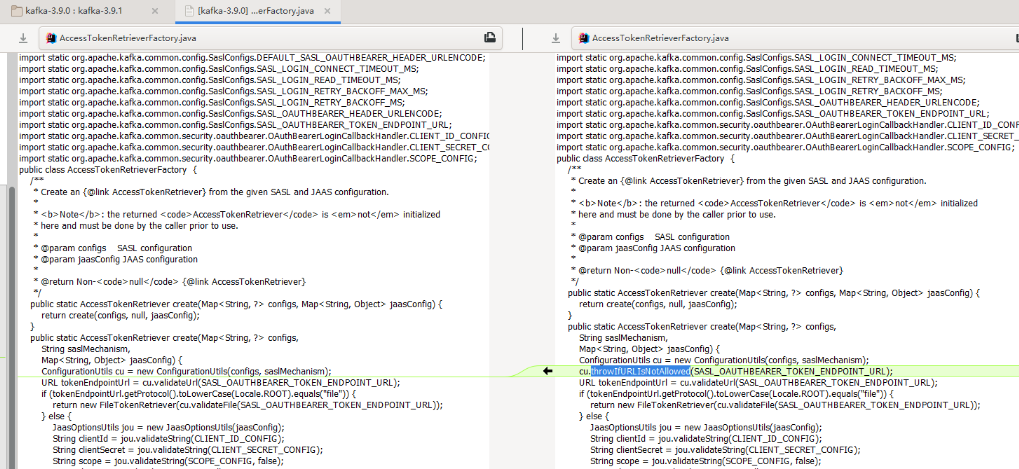 kafka-3.9.0 : kafka-3.9.1
[kafka-3.9.0] ...erFactory.java
AccessTokenRetrieverFactory.java
import static org.apache.kafka.common.config.SaslConfigs.DEFAULT_SASL_OAUTHBEARER_HEADER_URLENCODE;
import static org.apache.kafka.common.config.SaslConfigs.SASL_LOGIN_CONNECT_TIMEOUT_MS;
import static org.apache.kafka.common.config.SaslConfigs.SASL_LOGIN_READ_TIMEOUT_MS;
import static org.apache.kafka.common.config.SaslConfigs.SASL_LOGIN_RETRY_BACKOFF_MAX_MS;
import static org.apache.kafka.common.config.SaslConfigs.SASL_LOGIN_RETRY_BACKOFF_MS;
import static org.apache.kafka.common.config.SaslConfigs.SASL_OAUTHBEARER_HEADER_URLENCODE;
import static org.apache.kafka.common.config.SaslConfigs.SASL_OAUTHBEARER_TOKEN_ENDPOINT_URL;
import static org.apache.kafka.common.security.oauthbearer.OAuthBearerLoginCallbackHandler.CLIENT_ID_CONFIG
import static org.apache.kafka.common.security.oauthbearer.OAuthBearerLoginCallbackHandler.CLIENT_SECRET_CO
import static org.apache.kafka.common.security.oauthbearer.OAuthBearerLoginCallbackHandler.SCOPE_CONFIG;
public class AccessTokenRetrieverFactory {
/**
* Create an {@link AccessTokenRetriever} from the given SASL and JAAS configuration.
*
* <b>Note</b>: the returned <code>AccessTokenRetriever</code> is <em>not</em> initialized
* here and must be done by the caller prior to use.
*
* @param configs SASL configuration
* @param jaasConfig JAAS configuration
*
* @return Non-<code>null</code> {@link AccessTokenRetriever}
*/
public static AccessTokenRetriever create(Map<String, ?> configs, Map<String, Object> jaasConfig) {
return create(configs, null, jaasConfig);
}
public static AccessTokenRetriever create(Map<String, ?> configs,
String saslMechanism,
Map<String, Object> jaasConfig) {
ConfigurationUtils cu = new ConfigurationUtils(configs, saslMechanism);
URL tokenEndpointUrl = cu.validateUrl(SASL_OAUTHBEARER_TOKEN_ENDPOINT_URL);
if (tokenEndpointUrl.getProtocol().toLowerCase(Locale.ROOT).equals("file")) {
return new FileTokenRetriever(cu.validateFile(SASL_OAUTHBEARER_TOKEN_ENDPOINT_URL));
} else {
JaasOptionsUtils jou = new JaasOptionsUtils(jaasConfig);
String clientId = jou.validateString(CLIENT_ID_CONFIG);
String clientSecret = jou.validateString(CLIENT_SECRET_CONFIG);
String scope = jou.validateString(SCOPE_CONFIG, false);
AccessTokenRetrieverFactory.java
import static org.apache.kafka.common.config.SaslConfigs.SASL_LOGIN_CONNECT_TIMEOUT_MS;
import static org.apache.kafka.common.config.SaslConfigs.SASL_LOGIN_READ_TIMEOUT_MS;
import static org.apache.kafka.common.config.SaslConfigs.SASL_LOGIN_RETRY_BACKOFF_MAX_MS;
import static org.apache.kafka.common.config.SaslConfigs.SASL_LOGIN_RETRY_BACKOFF_MS;
import static org.apache.kafka.common.config.SaslConfigs.SASL_OAUTHBEARER_HEADER_URLENCODE;
import static org.apache.kafka.common.config.SaslConfigs.SASL_OAUTHBEARER_TOKEN_ENDPOINT_URL;
import static org.apache.kafka.common.security.oauthbearer.OAuthBearerLoginCallbackHandler.CLIENT_ID_CONF
import static org.apache.kafka.common.security.oauthbearer.OAuthBearerLoginCallbackHandler.CLIENT_SECRET_
import static org.apache.kafka.common.security.oauthbearer.OAuthBearerLoginCallbackHandler.SCOPE_CONFIG;
public class AccessTokenRetrieverFactory {
/**
* Create an {@link AccessTokenRetriever} from the given SASL and JAAS configuration.
*
* <b>Note</b>: the returned <code>AccessTokenRetriever</code> is <em>not</em> initialized
* here and must be done by the caller prior to use.
*
* @param configs SASL configuration
* @param jaasConfig JAAS configuration
*
* @return Non-<code>null</code> {@link AccessTokenRetriever}
*/
public static AccessTokenRetriever create(Map<String, ?> configs, Map<String, Object> jaasConfig) {
return create(configs, null, jaasConfig);
}
public static AccessTokenRetriever create(Map<String, ?> configs,
String saslMechanism,
Map<String, Object> jaasConfig) {
ConfigurationUtils cu = new ConfigurationUtils(configs, saslMechanism);
cu.throwIfURLIsNotAllowed(SASL_OAUTHBEARER_TOKEN_ENDPOINT_URL);
URL tokenEndpointUrl = cu.validateUrl(SASL_OAUTHBEARER_TOKEN_ENDPOINT_URL);
if (tokenEndpointUrl.getProtocol().toLowerCase(Locale.ROOT).equals("file")) {
return new FileTokenRetriever(cu.validateFile(SASL_OAUTHBEARER_TOKEN_ENDPOINT_URL));
} else {
JaasOptionsUtils jou = new JaasOptionsUtils(jaasConfig);
String clientId = jou.validateString(CLIENT_ID_CONFIG);
String clientSecret = jou.validateString(CLIENT_SECRET_CONFIG);
String scope = jou.validateString(SCOPE_CONFIG, false);